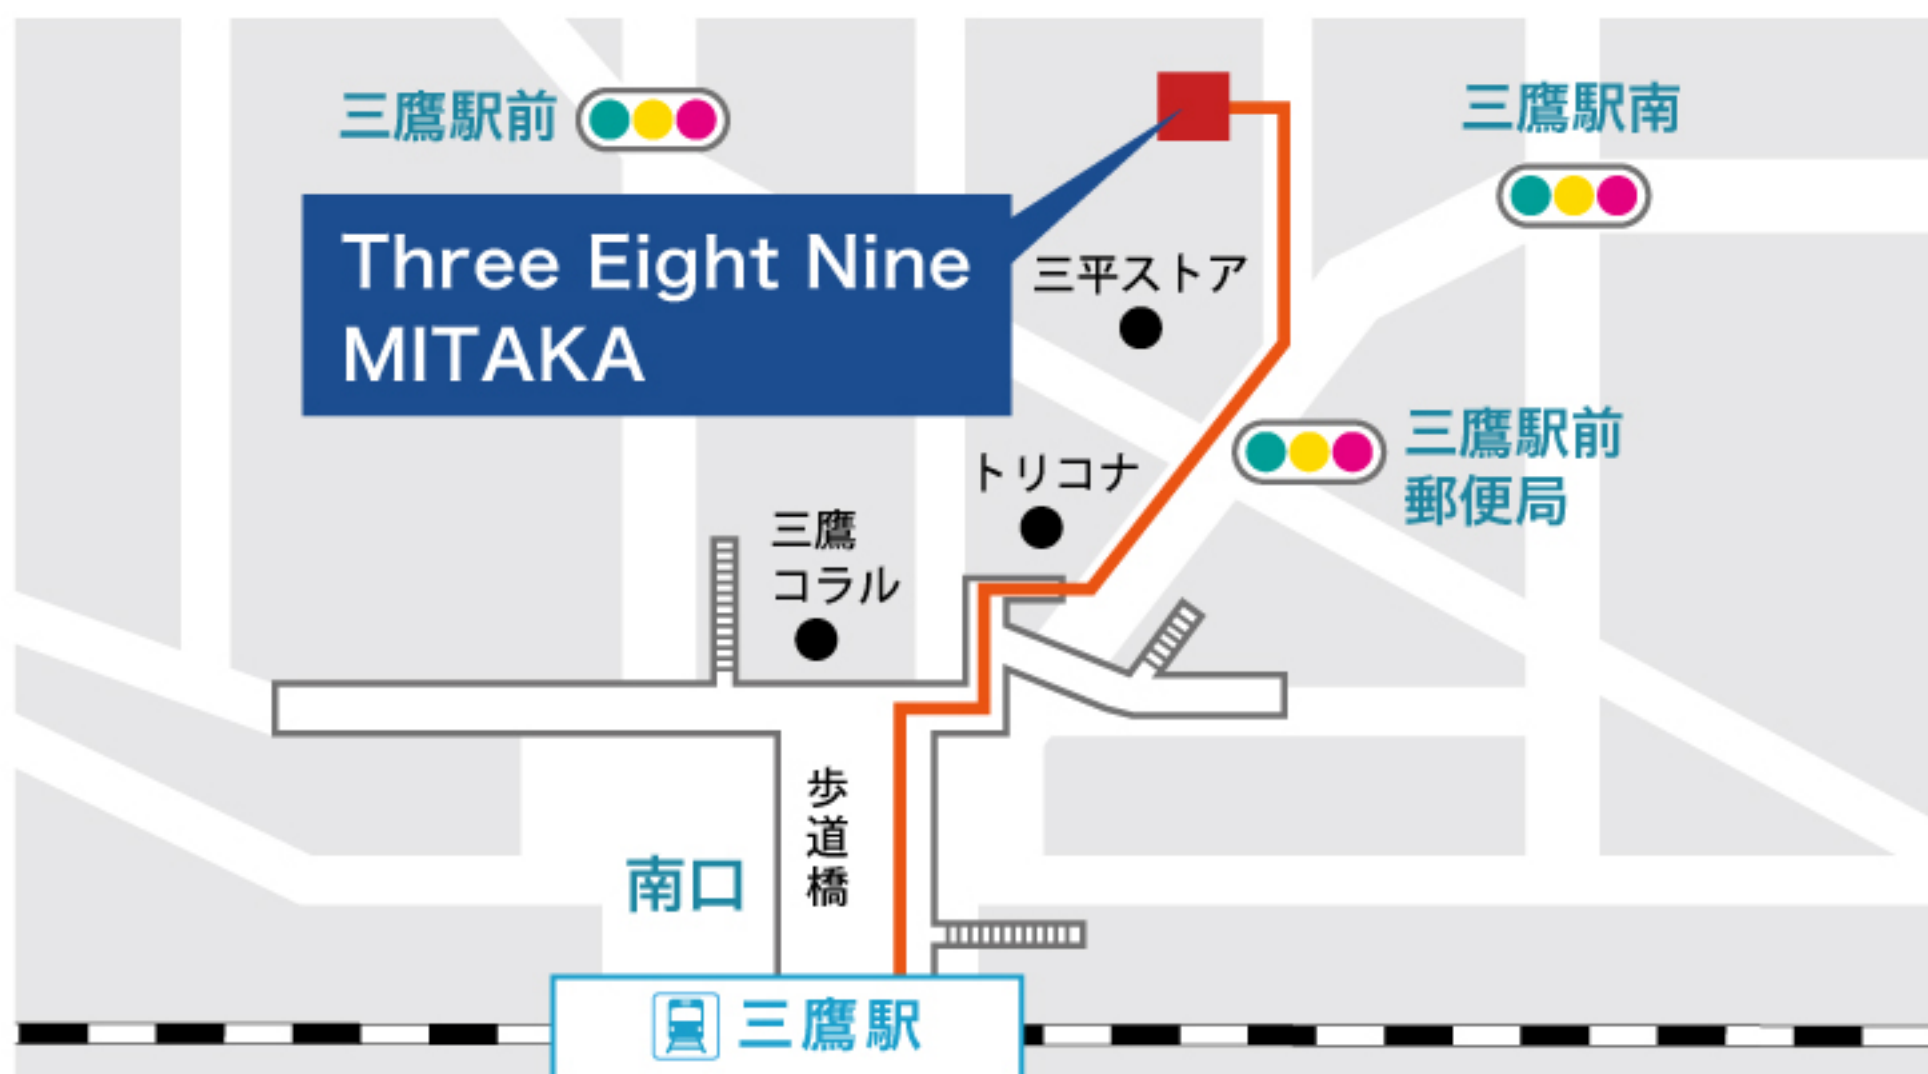 三鷹駅前
三鷹駅南
Three Eight Nine
MITAKA
三平ストア
三鷹駅前
郵便局
トリコナ
三鷹
コラル
歩道橋
南口
三鷹駅